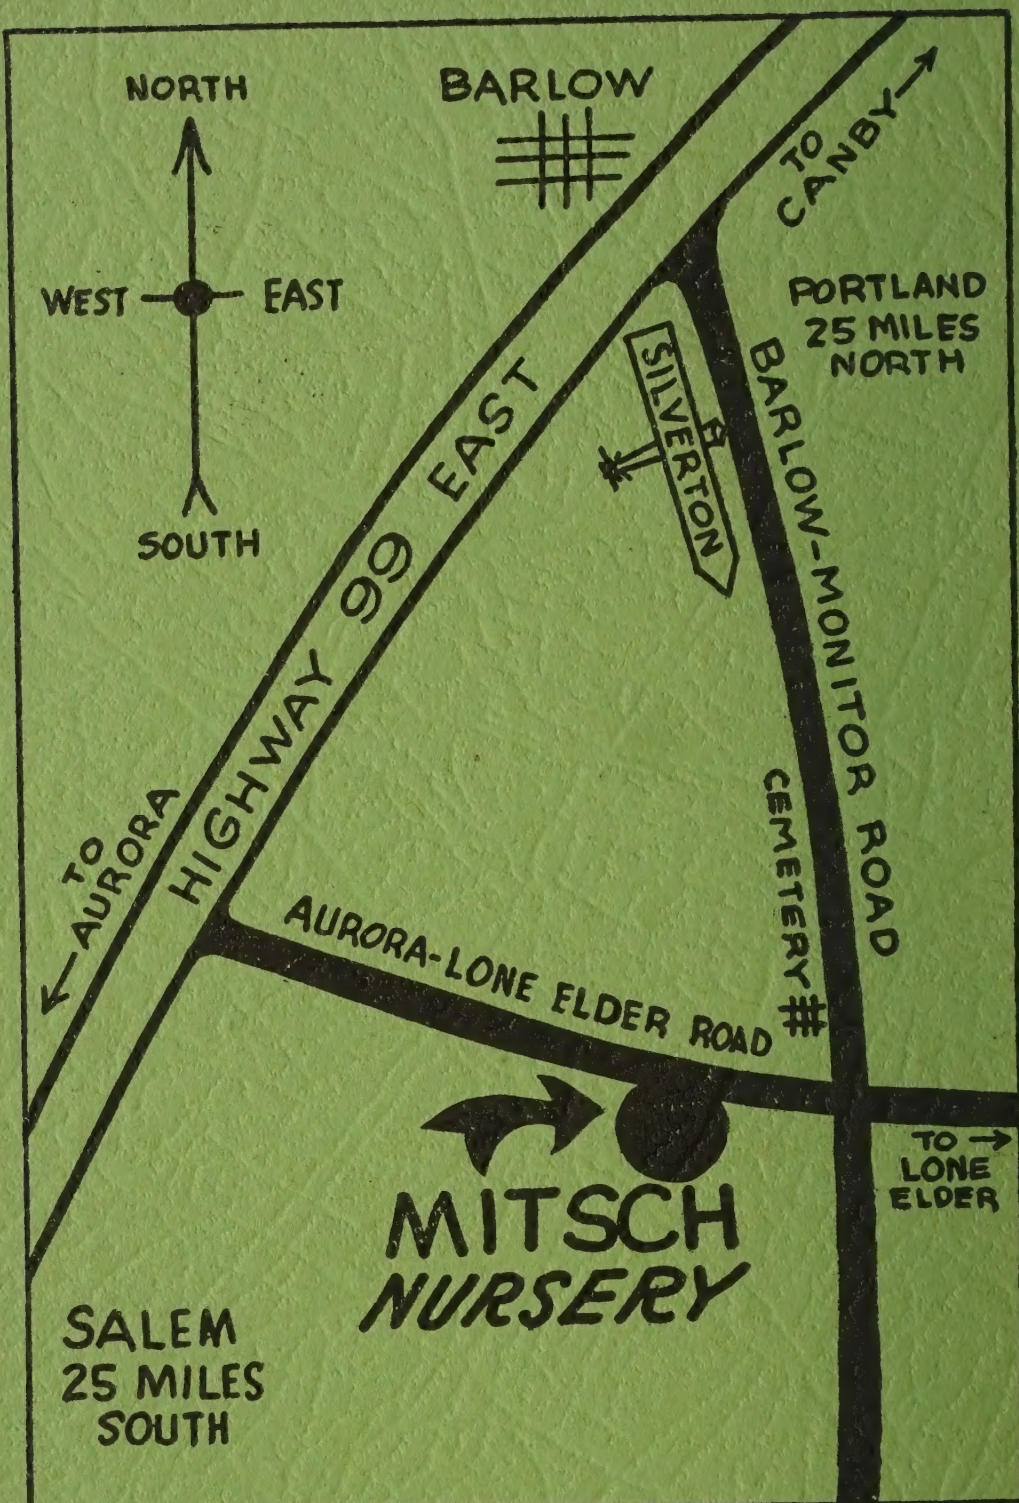 NORTH
WEST EAST
SOUTH
BARLOW
TO
CANBY
PORTLAND
25 MILES
NORTH
SILVERTON
BARLOW-MONITOR ROAD
HIGHWAY 99 EAST
TO
AURORA
CEMETERY
AURORA-LONE ELDER ROAD
TO
LONE
ELDER
MITSCH
NURSERY
SALEM
25 MILES
SOUTH